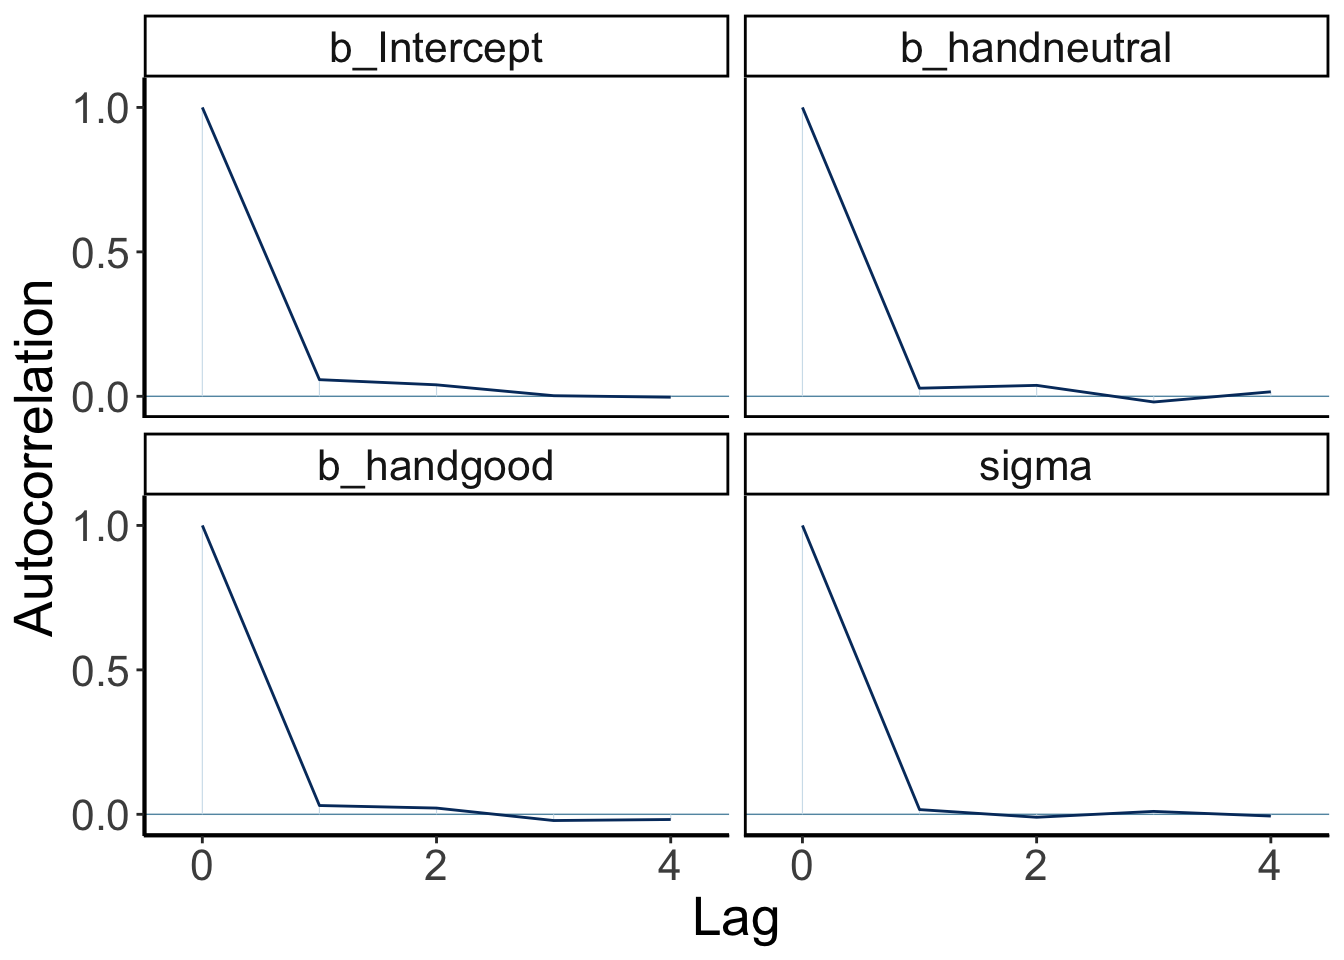 b_Intercept
b_handneutral
1.0
0.5
0.0
b_handgood
sigma
1.0
0.5
0.0
0 2 4
0 2 4
Lag
Autocorrelation